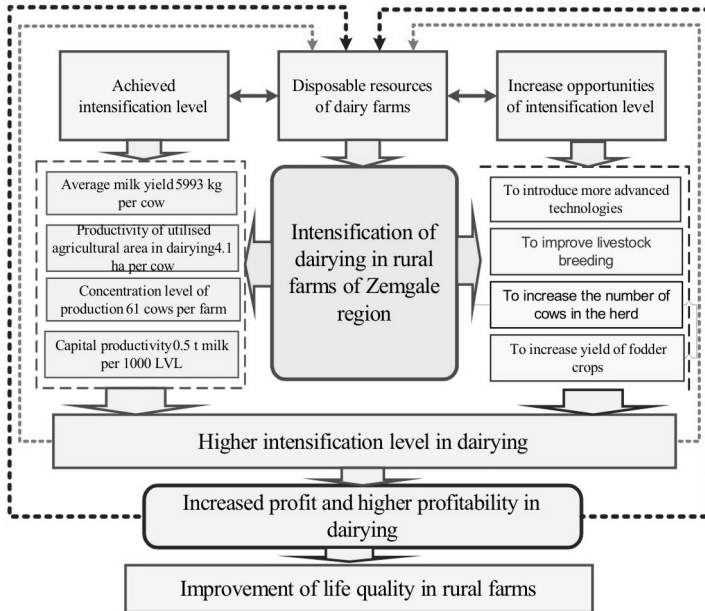 Achieved
intensification level
Disposable resources
of dairy farms
Increase opportunities
of intensification level
Average milk yield 5993 kg
per cow
Productivity of utilised
agricultural area in dairying4.1
ha per cow
Concentration level of
production 61 cows per farm
Capital productivity0.5 t milk
per 1000 LVL
Intensification of
dairying in rural
farms of Zemgale
region
To introduce more advanced
technologies
To improve livestock
breeding
To increase the number of
cows in the herd
To increase yield of fodder
crops
Higher intensification level in dairying
Increased profit and higher profitability in
dairying
Improvement of life quality in rural farms